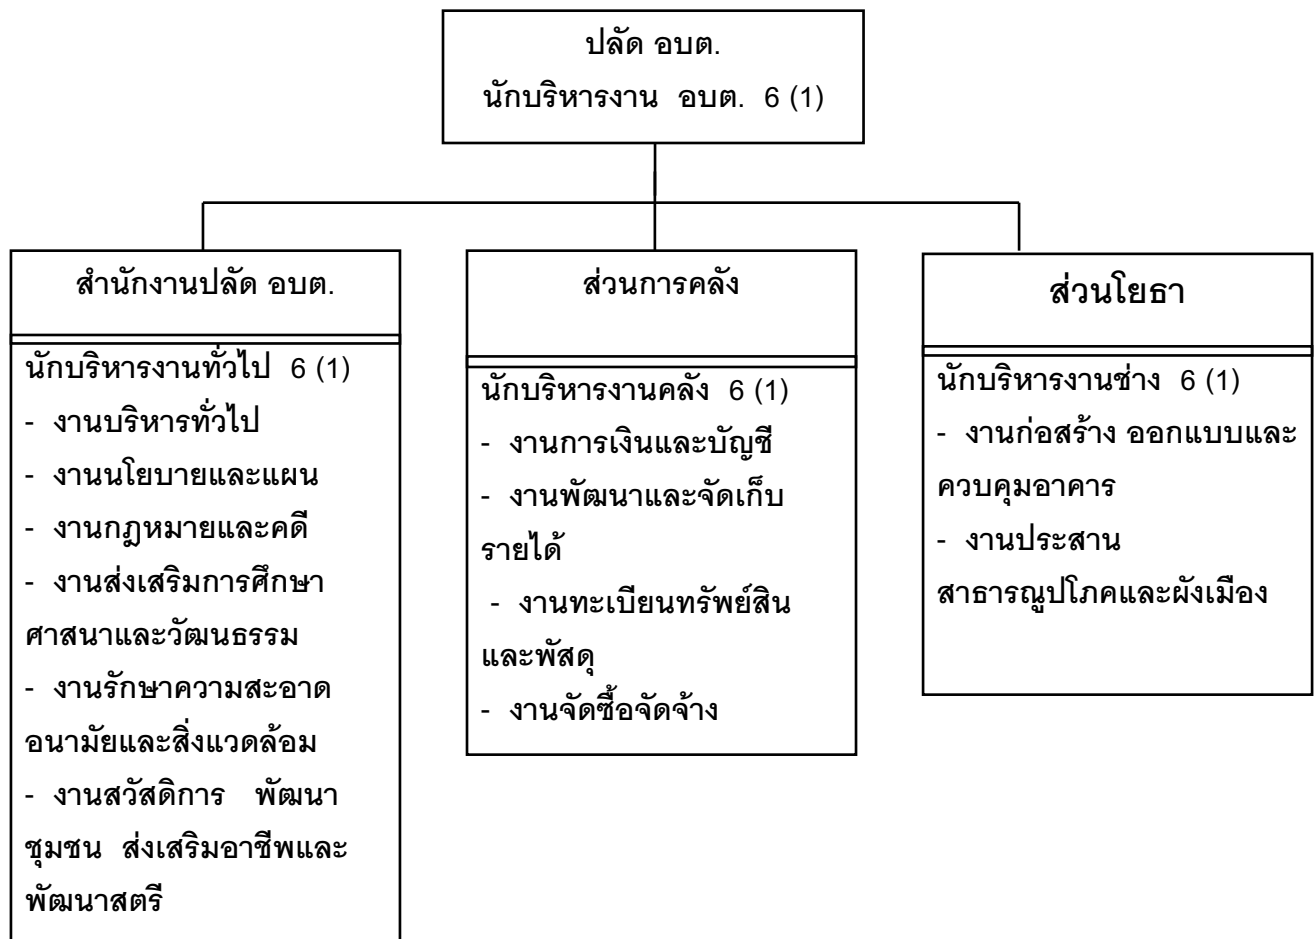 ปลัด อบต.
นักบริหารงาน อบต. 6 (1)
สำนักงานปลัด อบต.
นักบริหารงานทั่วไป 6 (1)
- งานบริหารทั่วไป
- งานนโยบายและแผน
- งานกฎหมายและคดี
- งานส่งเสริมการศึกษา
ศาสนาและวัฒนธรรม
- งานรักษาความสะอาด
อนามัยและสิ่งแวดล้อม
- งานสวัสดิการ พัฒนา
ชุมชน ส่งเสริมอาชีพและ
พัฒนาสตรี
ส่วนการคลัง
นักบริหารงานคลัง 6 (1)
- งานการเงินและบัญชี
- งานพัฒนาและจัดเก็บ
รายได้
- งานทะเบียนทรัพย์สิน
และพัสดุ
- งานจัดซื้อจัดจ้าง
ส่วนโยธา
นักบริหารงานช่าง 6 (1)
- งานก่อสร้าง ออกแบบและ
ควบคุมอาคาร
- งานประสาน
สาธารณูปโภคและผังเมือง